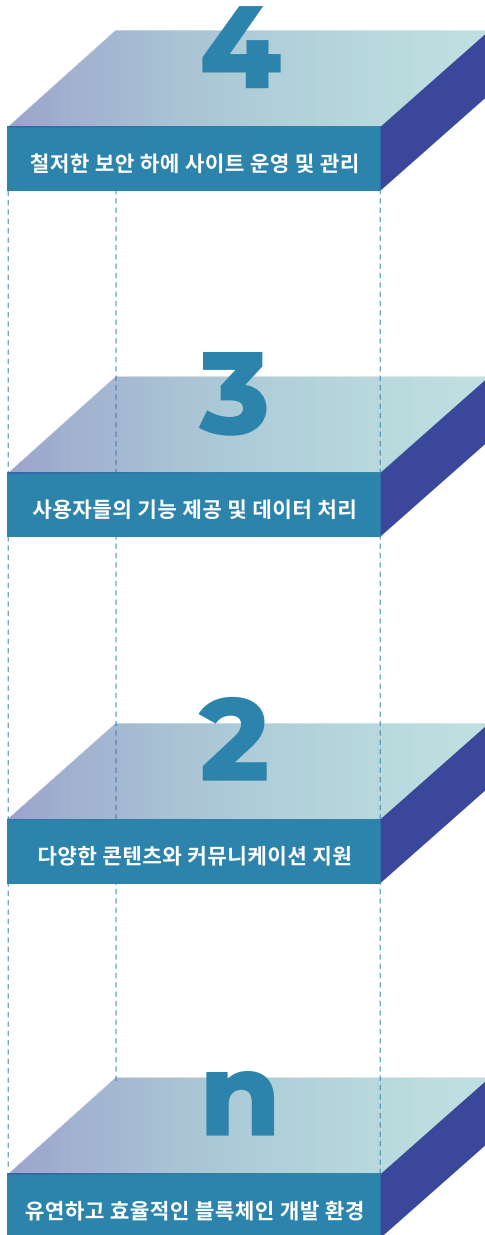 4
철저한 보안 하에 사이트 운영 및 관리
3
사용자들의 기능 제공 및 데이터 처리
2
다양한 콘텐츠와 커뮤니케이션 지원
n
유연하고 효율적인 블록체인 개발 환경